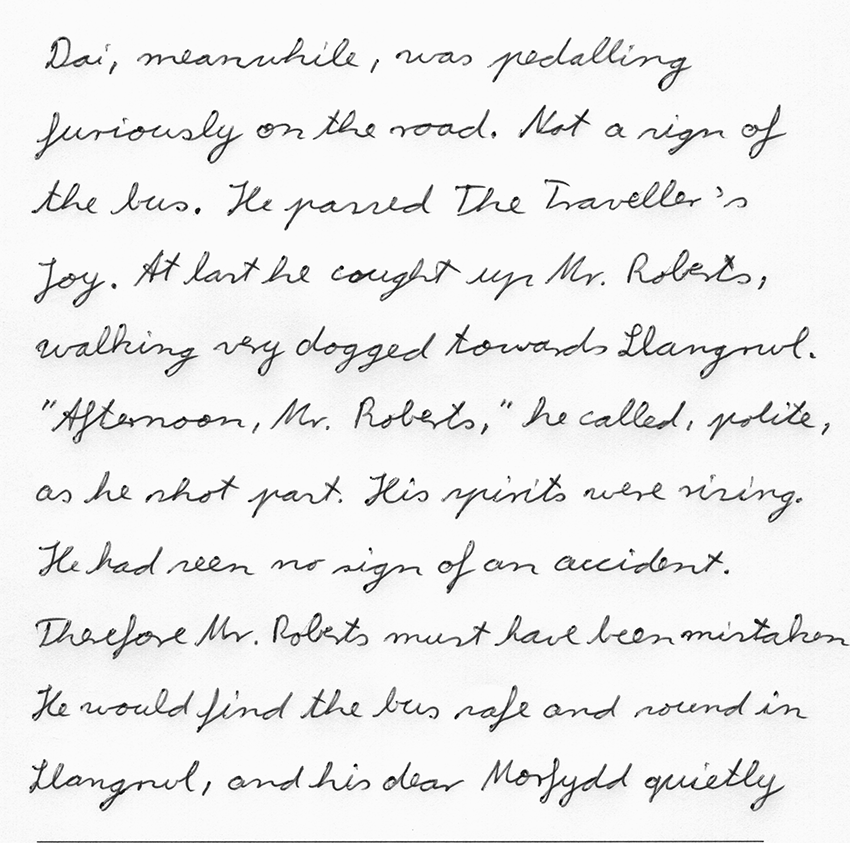 Dai, meanwhile, was pedalling
furiously on the road. Not a sign of
the bus. He passed The Traveller's
Joy. At last he caught up Mr. Roberts,
walking very dogged towards Llangrwl.
"Afternoon, Mr. Roberts," he called, polite,
as he shot past. His spirits were rising.
He had seen no sign of an accident.
Therefore Mr. Roberts must have been mistaken
He would find the bus safe and sound in
Llangrwl, and his dear Morfydd quietly